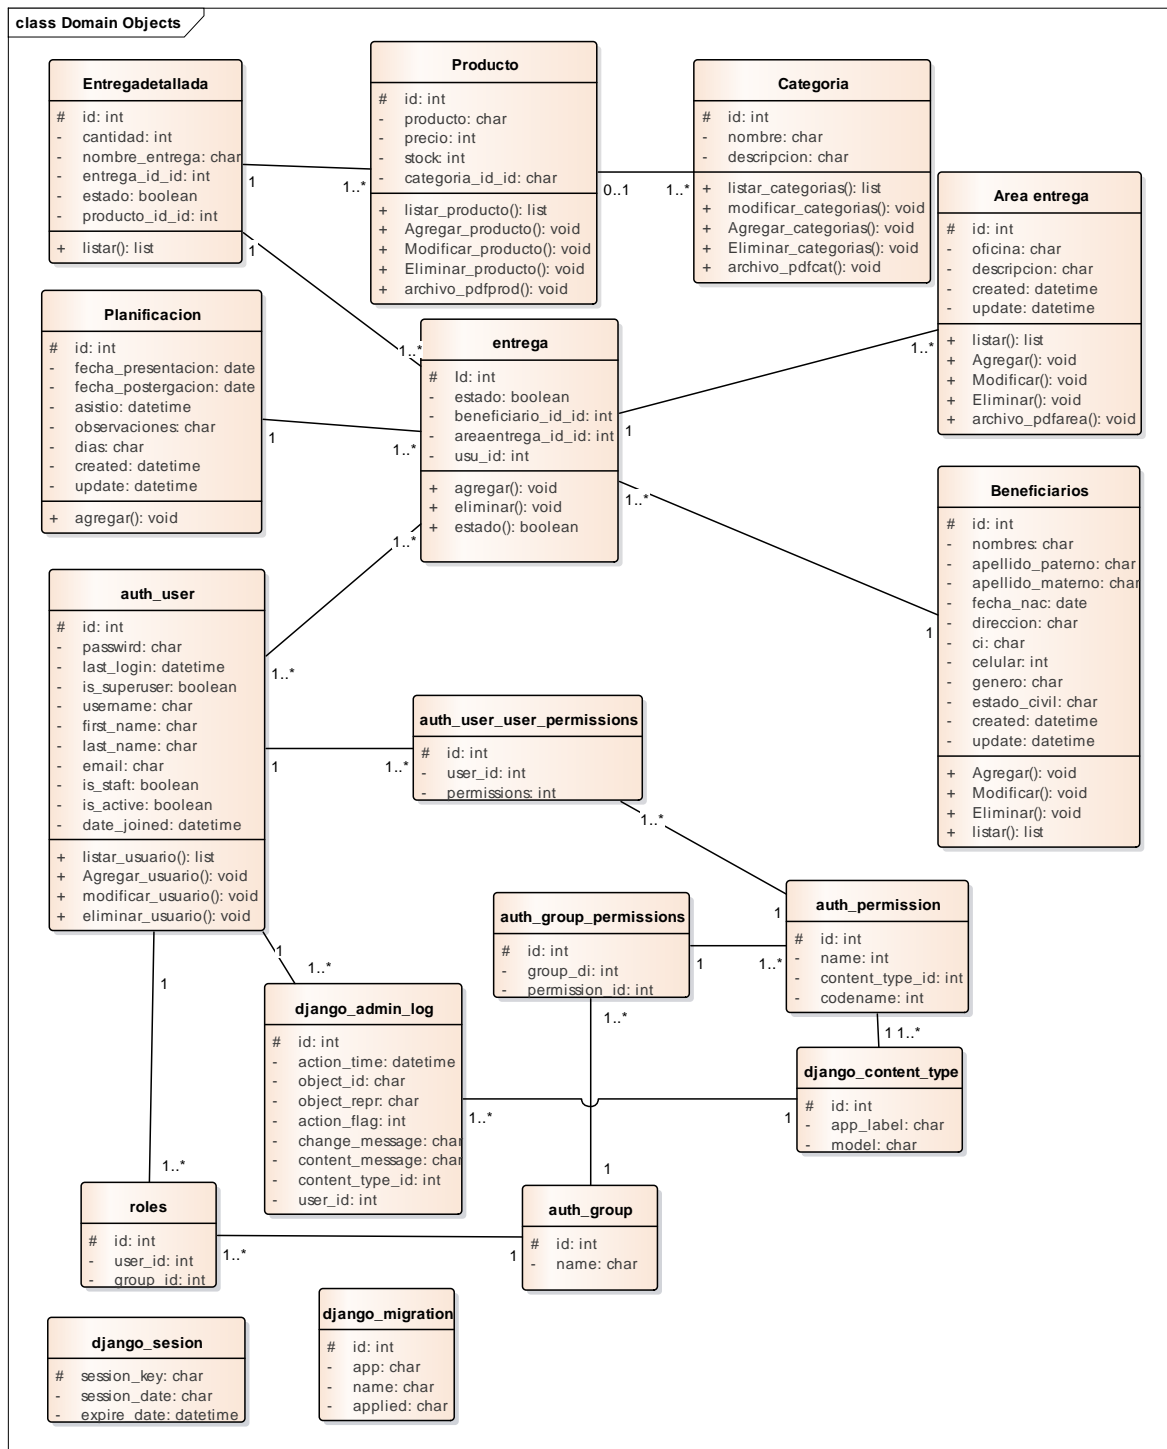 class Domain Objects
Entregadetallada
# id: int
- cantidad: int
- nombre_entrega: char
- entrega_id_id: int
- estado: boolean
- producto_id_id: int
+ listar(): list
1
1..*
1
1..*
Producto
# id: int
- producto: char
- precio: int
- stock: int
- categoria_id_id: char
+ listar_producto(): list
+ Agregar_producto(): void
+ Modificar_producto(): void
+ Eliminar_producto(): void
+ archivo_pdfprod(): void
0..1
1..*
Categoria
# id: int
- nombre: char
- descripcion: char
+ listar_categorias(): list
+ modificar_categorias(): void
+ Agregar_categorias(): void
+ Eliminar_categorias(): void
+ archivo_pdfcat(): void
Area entrega
# id: int
- oficina: char
- descripcion: char
- created: datetime
- update: datetime
+ listar(): list
+ Agregar(): void
+ Modificar(): void
+ Eliminar(): void
+ archivo_pdfarea(): void
1..*
1
Planificacion
# id: int
- fecha_presentacion: date
- fecha_postergacion: date
- asistio: datetime
- observaciones: char
- dias: char
- created: datetime
- update: datetime
+ agregar(): void
1
1..*
entrega
# Id: int
- estado: boolean
- beneficiario_id_id: int
- areaentrega_id_id: int
- usu_id: int
+ agregar(): void
+ eliminar(): void
+ estado(): boolean
1..*
1
1..*
1..*
Beneficiarios
# id: int
- nombres: char
- apellido_paterno: char
- apellido_materno: char
- fecha_nac: date
- direccion: char
- ci: char
- celular: int
- genero: char
- estado_civil: char
- created: datetime
- update: datetime
+ Agregar(): void
+ Modificar(): void
+ Eliminar(): void
+ listar(): list
auth_user
# id: int
- passwird: char
- last_login: datetime
- is_superuser: boolean
- username: char
- first_name: char
- last_name: char
- email: char
- is_staft: boolean
- is_active: boolean
- date_joined: datetime
+ listar_usuario(): list
+ Agregar_usuario(): void
+ modificar_usuario(): void
+ eliminar_usuario(): void
1
1..*
auth_user_user_permissions
# id: int
- user_id: int
- permissions: int
1..*
1
auth_group_permissions
# id: int
- group_di: int
- permission_id: int
1
1..*
auth_permission
# id: int
- name: int
- content_type_id: int
- codename: int
1 1..*
1
1..*
1
1..*
django_admin_log
# id: int
- action_time: datetime
- object_id: char
- object_repr: char
- action_flag: int
- change_message: char
- content_message: char
- content_type_id: int
- user_id: int
1..*
1
django_content_type
# id: int
- app_label: char
- model: char
1..*
1
roles
# id: int
- user_id: int
- group_id: int
1..*
1
auth_group
# id: int
- name: char
django_sesion
# session_key: char
- session_date: char
- expire_date: datetime
django_migration
# id: int
- app: char
- name: char
- applied: char